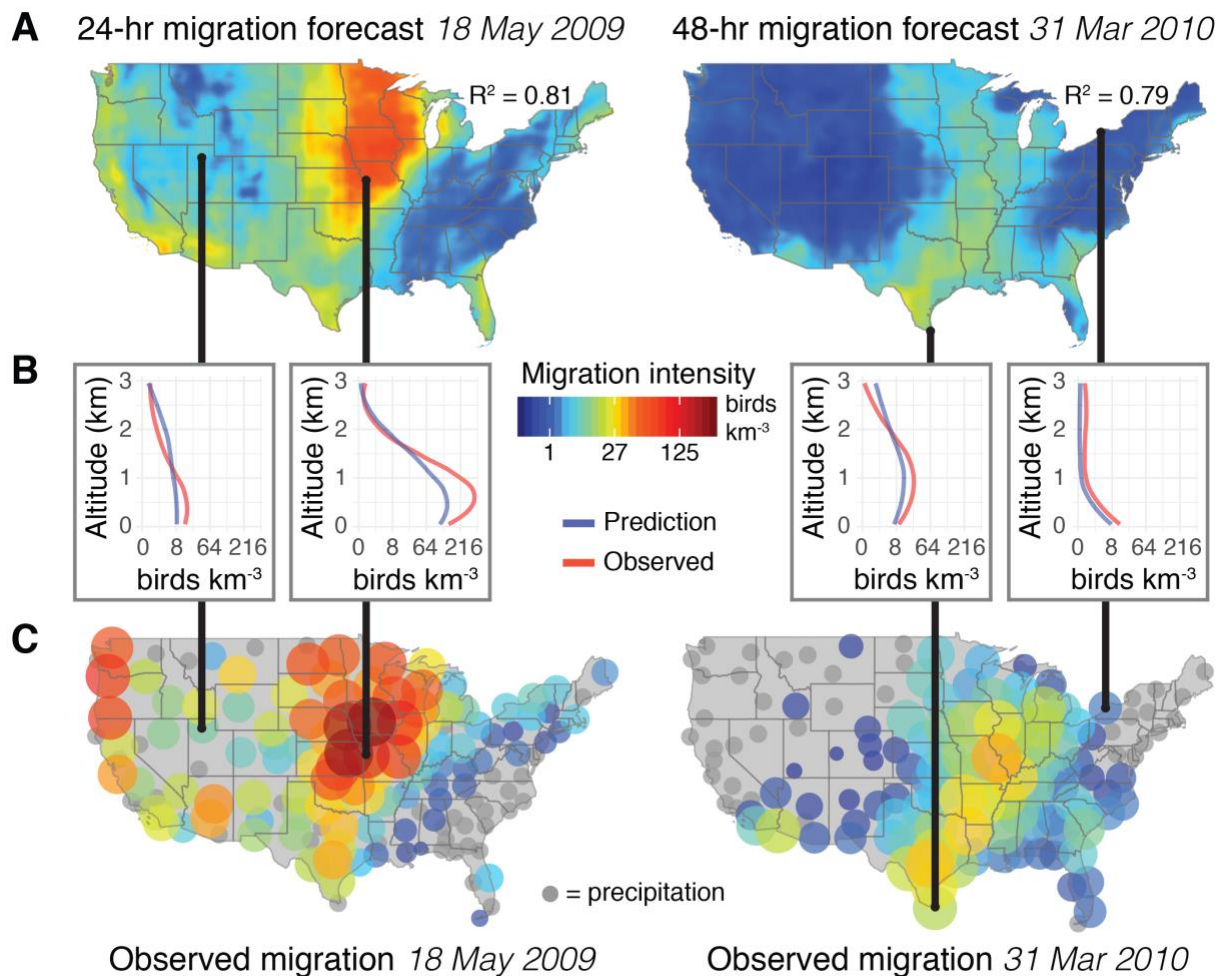 A
24-hr migration forecast 18 May 2009
48-hr migration forecast 31 Mar 2010
R² = 0.81
R² = 0.79
B
3
2
1
0
Altitude (km)
0 8 64 216
birds km-3
3
2
1
0
Altitude (km)
0 8 64 216
birds km-3
Migration intensity
birds
km-3
1 27 125
Prediction
Observed
3
2
1
0
Altitude (km)
0 8 64 216
birds km-3
3
2
1
0
Altitude (km)
0 8 64 216
birds km-3
C
= precipitation
Observed migration 18 May 2009
Observed migration 31 Mar 2010